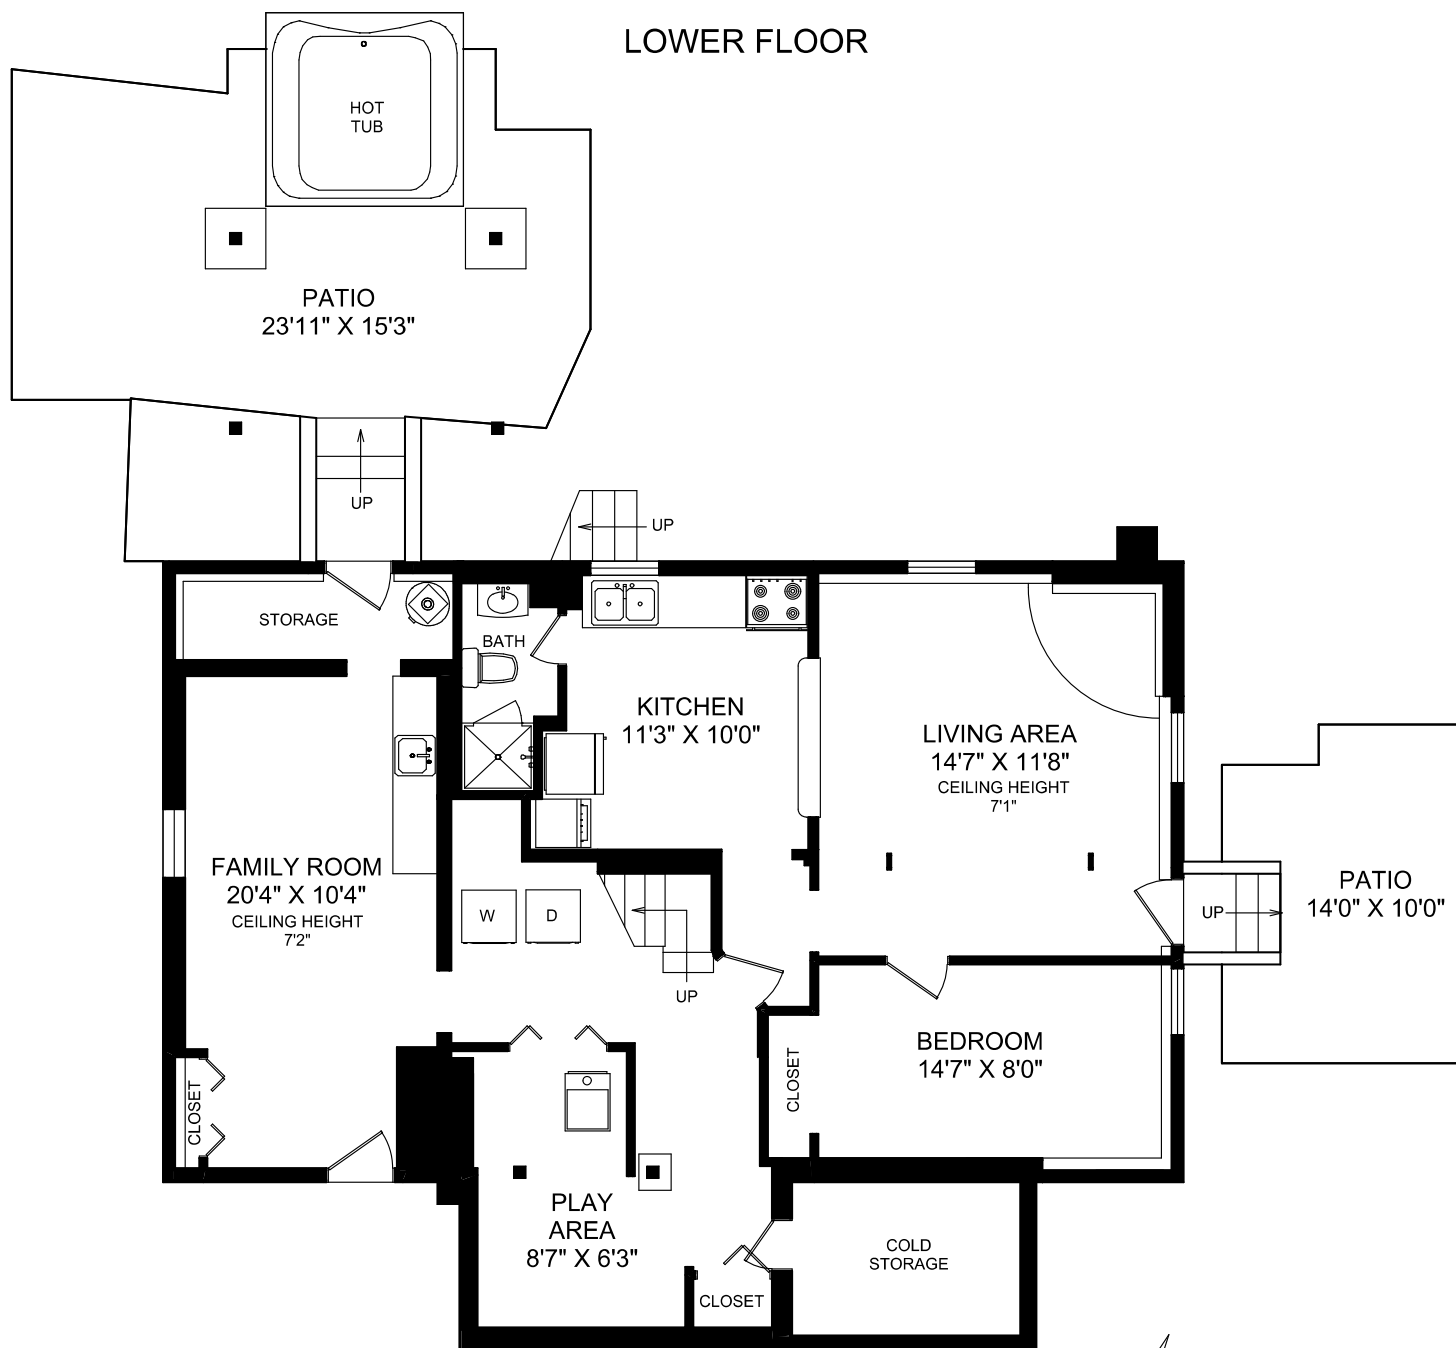 LOWER FLOOR
HOT
TUB
PATIO
23'11" X 15'3"
UP
UP
STORAGE
BATH
KITCHEN
11'3" X 10'0"
LIVING AREA
14'7" X 11'8"
CEILING HEIGHT
7'1"
FAMILY ROOM
20'4" X 10'4"
CEILING HEIGHT
7'2"
W
D
UP
UP
PATIO
14'0" X 10'0"
BEDROOM
14'7" X 8'0"
CLOSET
CLOSET
PLAY
AREA
8'7" X 6'3"
COLD
STORAGE
CLOSET